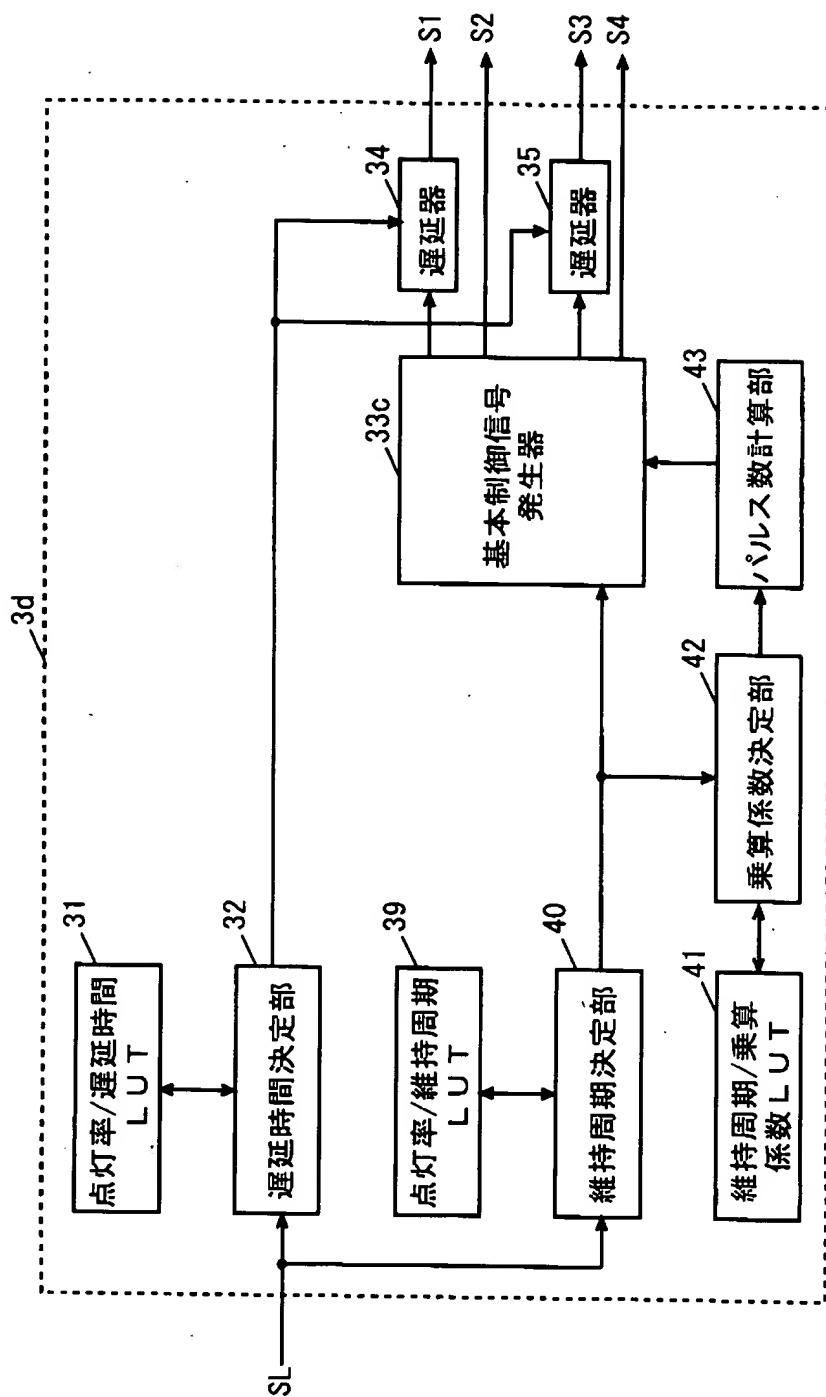 3d
31
点灯率/遅延時間
LUT
32
遅延時間決定部
SL
39
点灯率/維持周期
LUT
40
維持周期決定部
41
維持周期/乗算
係数LUT
42
乗算係数決定部
43
パルス数計算部
33c
基本制御信号
発生器
34
遅延器
35
遅延器
S1
S2
S3
S4